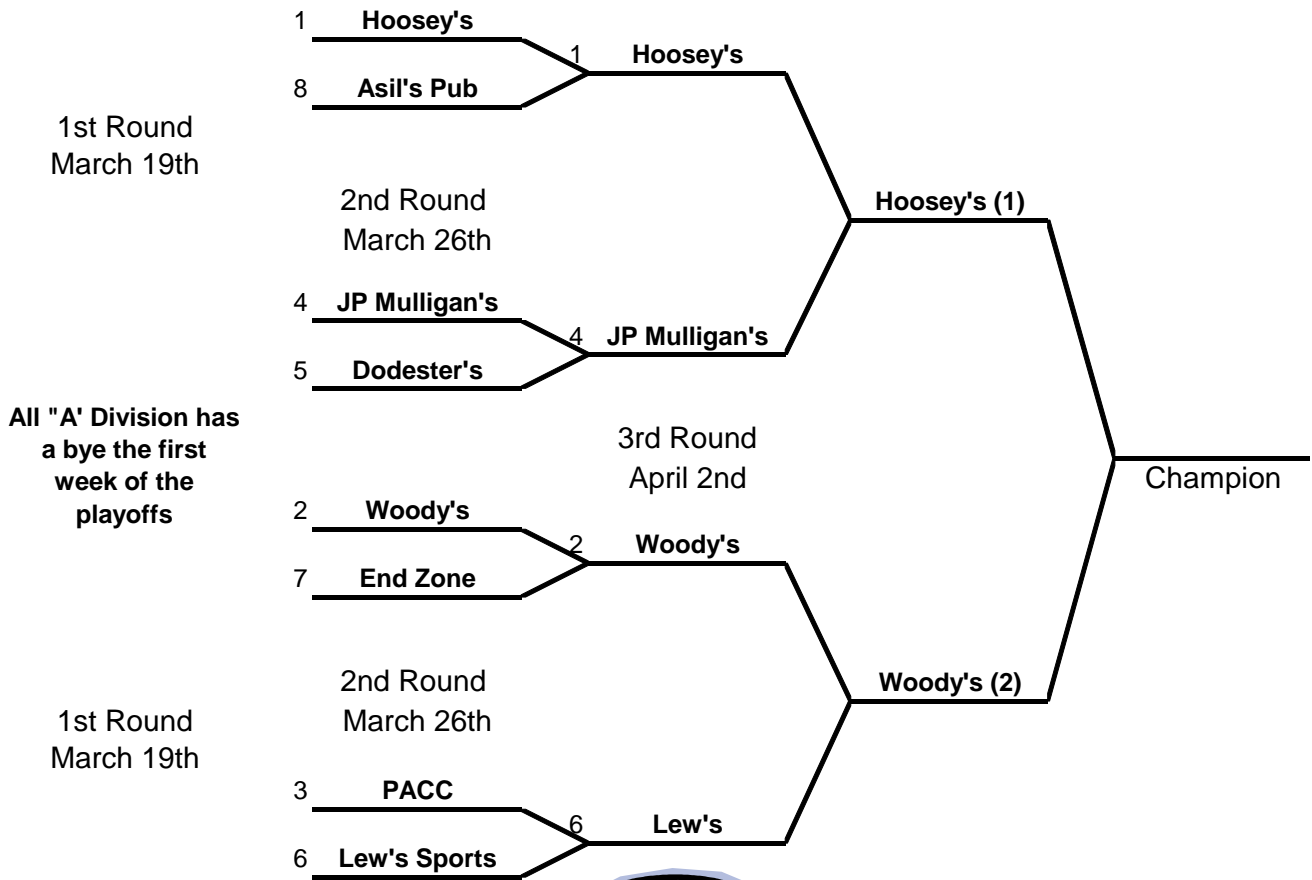 1 Hoosey's
1 Hoosey's
8 Asil's Pub
1st Round
March 19th
2nd Round
March 26th
Hoosey's (1)
4 JP Mulligan's
4 JP Mulligan's
5 Dodester's
All "A' Division has
a bye the first
week of the
playoffs
3rd Round
April 2nd
Champion
2 Woody's
2 Woody's
7 End Zone
2nd Round
March 26th
Woody's (2)
1st Round
March 19th
3 PACC
6 Lew's
6 Lew's Sports